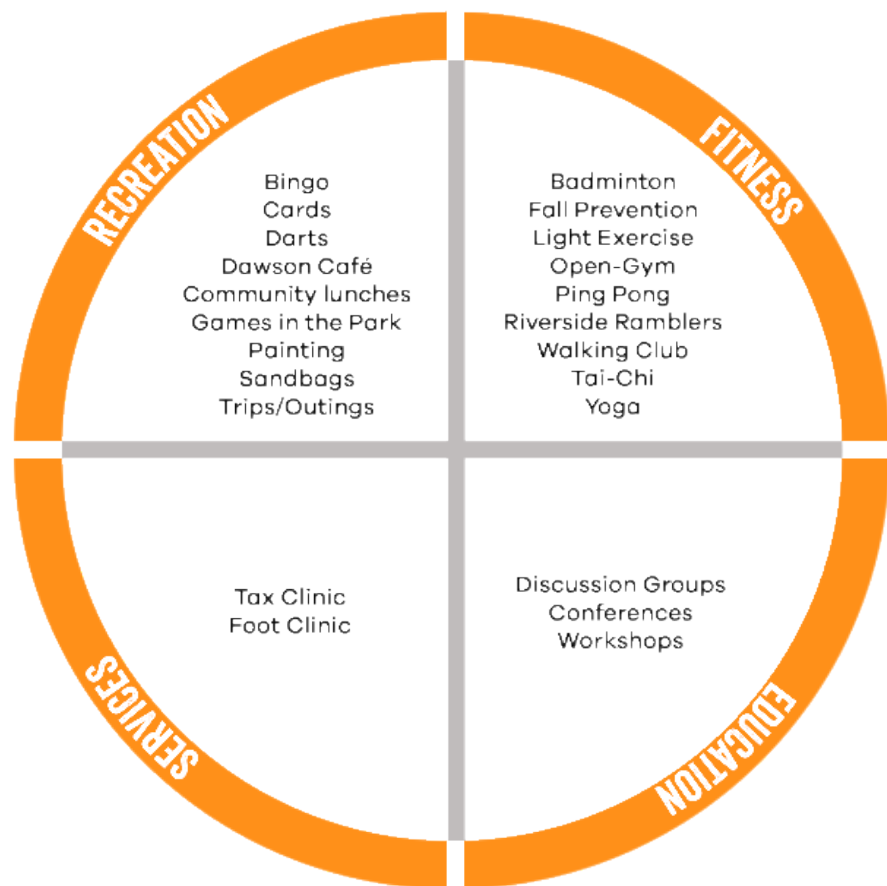 RECREATION
Bingo
Cards
Darts
Dawson Café
Community lunches
Games in the Park
Painting
Sandbags
Trips/Outings
FITNESS
Badminton
Fall Prevention
Light Exercise
Open-Gym
Ping Pong
Riverside Ramblers
Walking Club
Tai-Chi
Yoga
SERVICES
Tax Clinic
Foot Clinic
EDUCATION
Discussion Groups
Conferences
Workshops